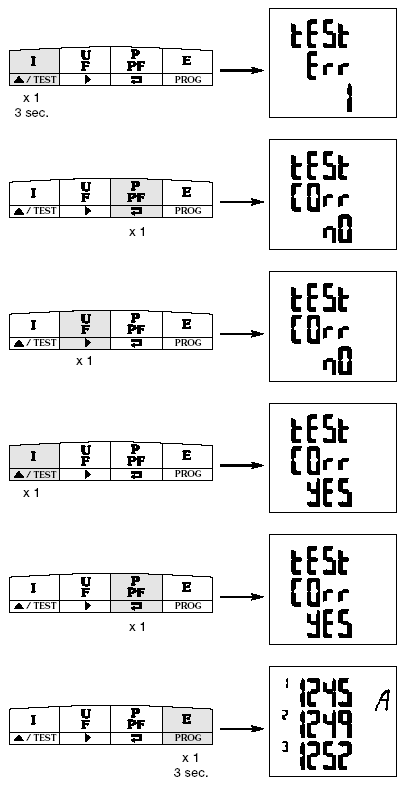 I U F P PF E
▲/TEST ▶ PROG
x 1
3 sec.
tESt
Err
1
I U F P PF E
▲/TEST ▶ PROG
x 1
tESt
COrr
nO
I U F P PF E
▲/TEST ▶ PROG
x 1
tESt
COrr
nO
I U F P PF E
▲/TEST ▶ PROG
x 1
tESt
COrr
YES
I U F P PF E
▲/TEST ▶ PROG
x 1
tESt
COrr
YES
I U F P PF E
▲/TEST ▶ PROG
x 1
3 sec.
1 1245 A
2 1249
3 1252